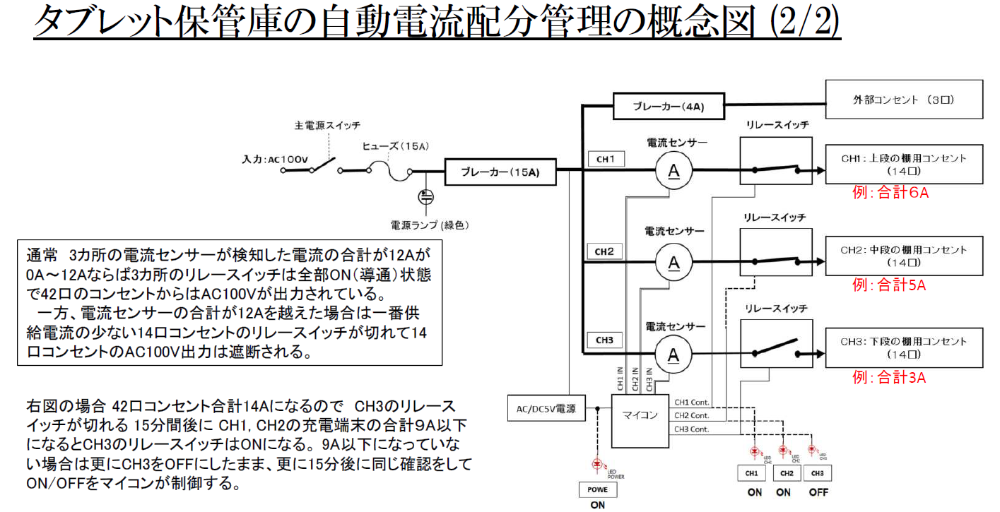 タブレット保管庫の自動電流配分管理の概念図 (2/2)
ブレーカー(4A)
外部コンセント （3口）
主電源スイッチ
ヒューズ(15A)
入力:AC100V
ブレーカー(15A)
電源ランプ(緑色)
CH1
電流センサー
A
リレースイッチ
CH1: 上段の棚用コンセント
(14口)
例: 合計６A
CH2
電流センサー
A
リレースイッチ
CH2: 中段の棚用コンセント
(14口)
例: 合計5A
CH3
電流センサー
A
リレースイッチ
CH3: 下段の棚用コンセント
(14口)
例: 合計3A
通常　3カ所の電流センサーが検知した電流の合計が12Aが
0A～12Aならば3カ所のリレースイッチは全部ON(導通)状態
で42口のコンセントからはAC100Vが出力されている。
一方、電流センサーの合計が12Aを越えた場合は一番供
給電流の少ない14口コンセントのリレースイッチが切れて14
口コンセントのAC100V出力は遮断される。
右図の場合 42口コンセント合計14Aになるので CH3のリレース
イッチが切れる 15分間後に CH1, CH2の充電端末の合計９A以下
になるとCH3のリレースイッチはONになる。9A以下になっていな
い場合は更にCH3をOFFにしたまま、更に15分後に同じ確認をして
ON/OFFをマイコンが制御する。
CH1 IN
CH2 IN
CH3 IN
AC/DC5V電源
マイコン
CH1 Cont.
CH2 Cont.
CH3 Cont.
LED
POWER
POWE
ON
LED
CH1
LED
CH2
LED
CH3
CH1
CH2
CH3
ON
ON
OFF